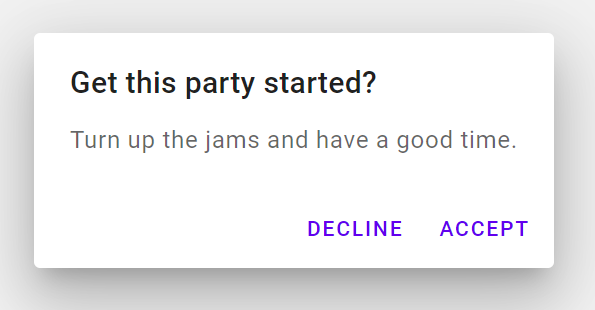 Get this party started?
Turn up the jams and have a good time.
DECLINE ACCEPT